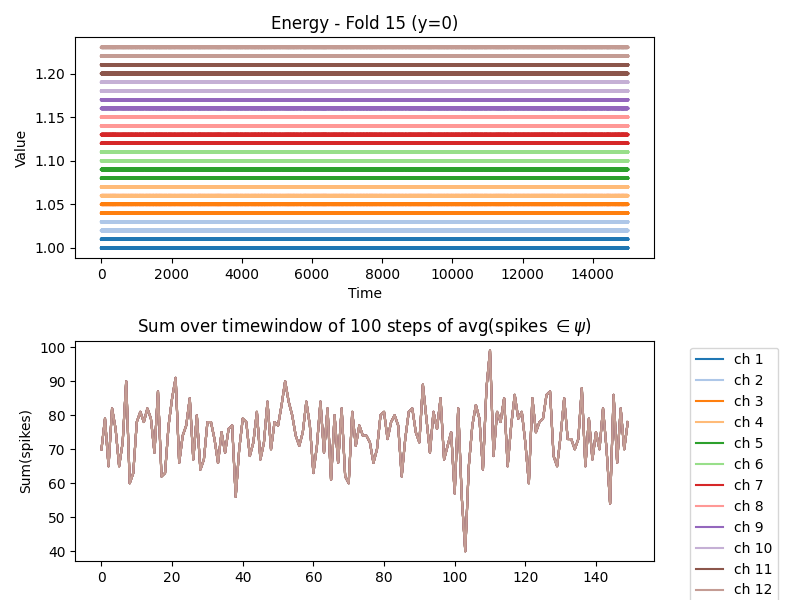 Energy - Fold 15 (y=0)
1.20
1.15
1.10
1.05
1.00
Value
0 2000 4000 6000 8000 10000 12000 14000
Time
Sum over timewindow of 100 steps of avg(spikes ∈ψ)
100
90
80
70
60
50
40
Sum(spikes)
0 20 40 60 80 100 120 140
ch 1
ch 2
ch 3
ch 4
ch 5
ch 6
ch 7
ch 8
ch 9
ch 10
ch 11
ch 12